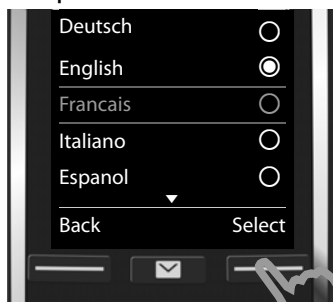 Deutsch
English
Francais
Italiano
Espanol
Back Select